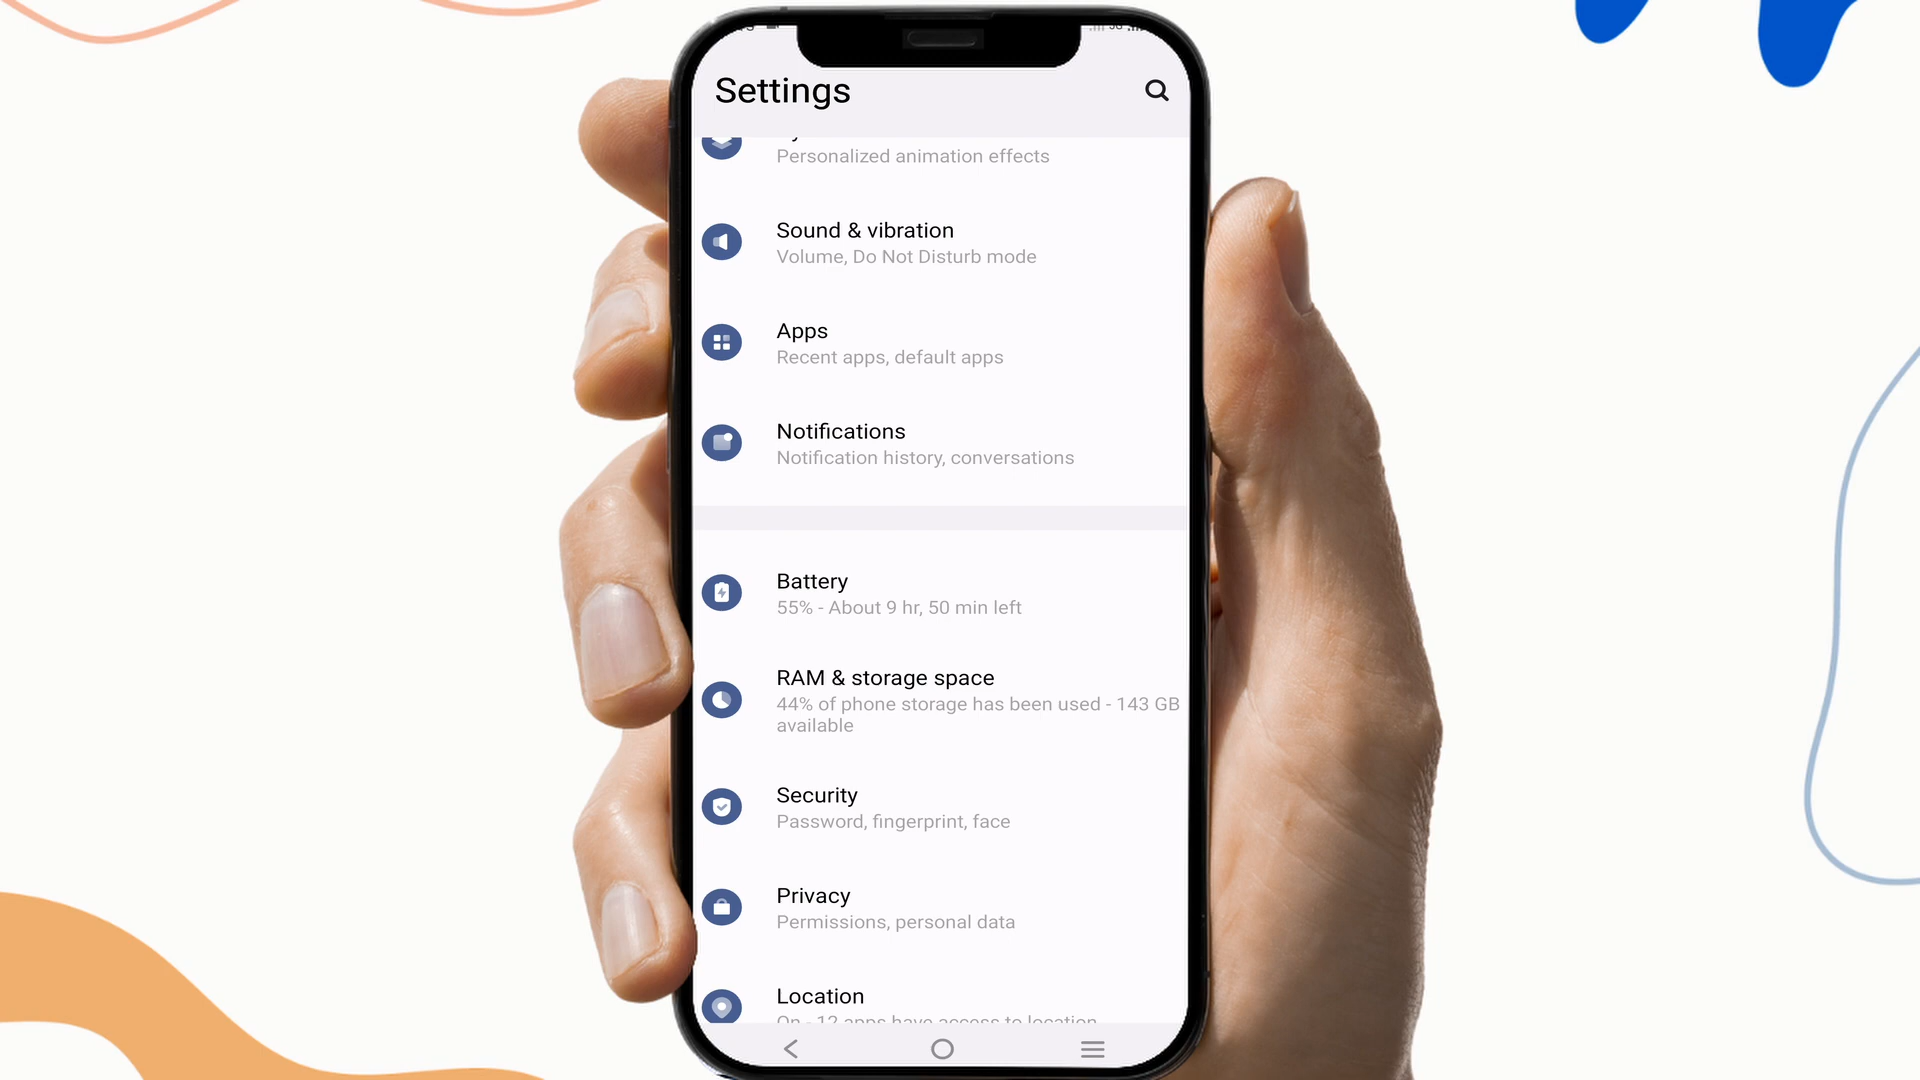 Settings
Personalized animation effects
Sound & vibration
Volume, Do Not Disturb mode
Apps
Recent apps, default apps
Notifications
Notification history, conversations
Battery
55% - About 9 hr, 50 min left
RAM & storage space
44% of phone storage has been used - 143 GB
available
Security
Password, fingerprint, face
Privacy
Permissions, personal data
Location
On - 12 apps have access to location